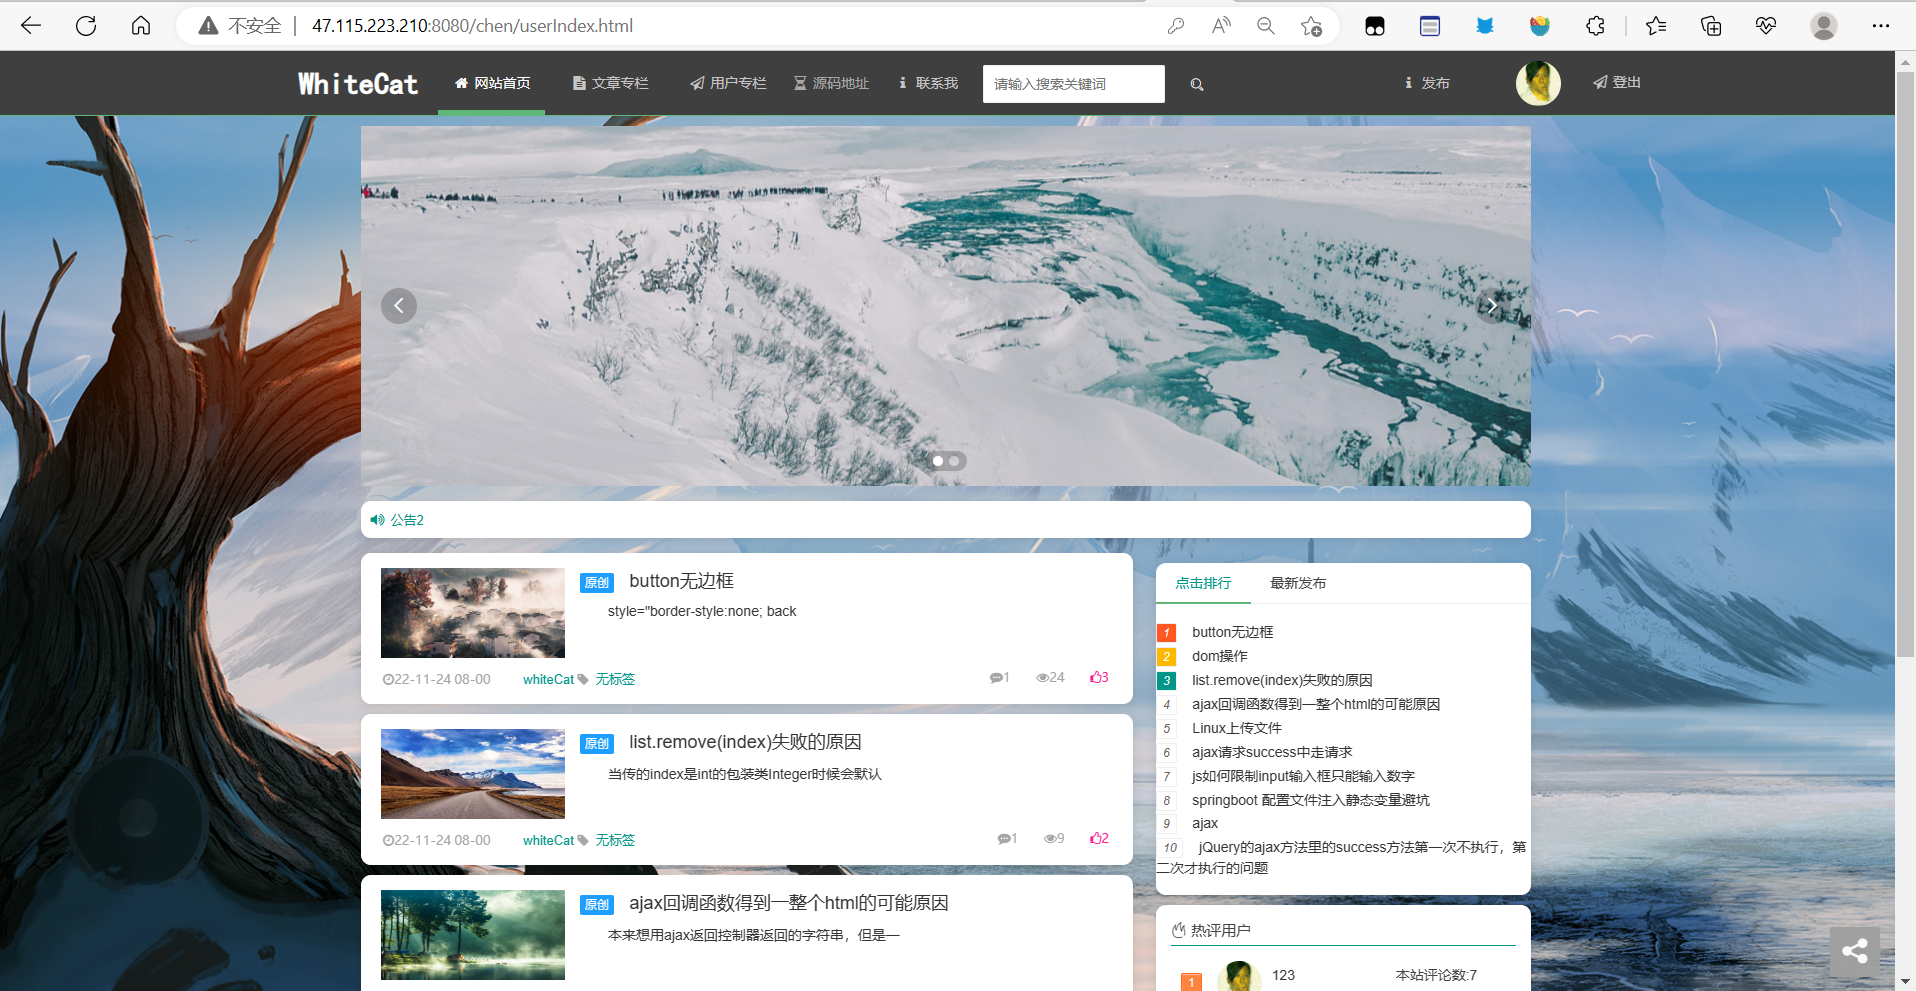 不安全 | 47.115.223.210:8080/chen/userIndex.html
WhiteCat 网站首页 文章专栏 用户专栏 源码地址 联系我 请输入搜索关键词 发布 登出
公告2
原创 button无边框
style="border-style:none; back
22-11-24 08-00 whiteCat 无标签 1 24 3
原创 list.remove(index)失败的原因
当传的index是int的包装类Integer时候会默认
22-11-24 08-00 whiteCat 无标签 1 9 2
原创 ajax回调函数得到一整个html的可能原因
本来想用ajax返回控制器返回的字符串，但是一
点击排行 最新发布
1 button无边框
2 dom操作
3 list.remove(index)失败的原因
4 ajax回调函数得到一整个html的可能原因
5 Linux上传文件
6 ajax请求success中走请求
7 js如何限制input输入框只能输入数字
8 springboot 配置文件注入静态变量避坑
9 ajax
10 jQuery的ajax方法里的success方法第一次不执行，第
二次才执行的问题
热评用户
1 123 本站评论数:7